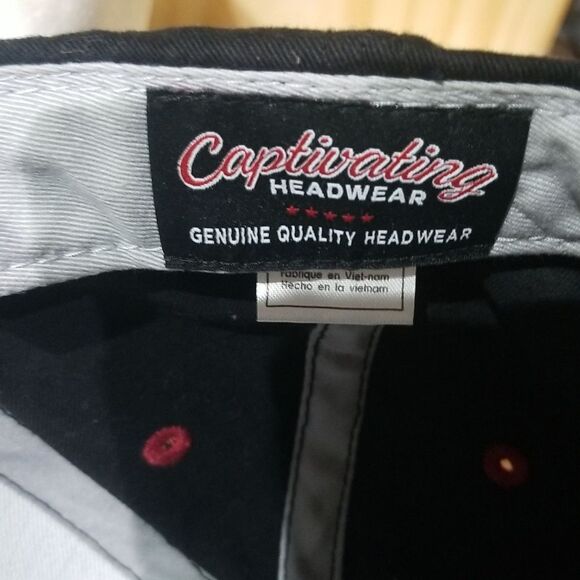 Captivating
HEADWEAR
GENUINE QUALITY HEADWEAR
Fabrique en Viet-nam
Hecho en la vietnam